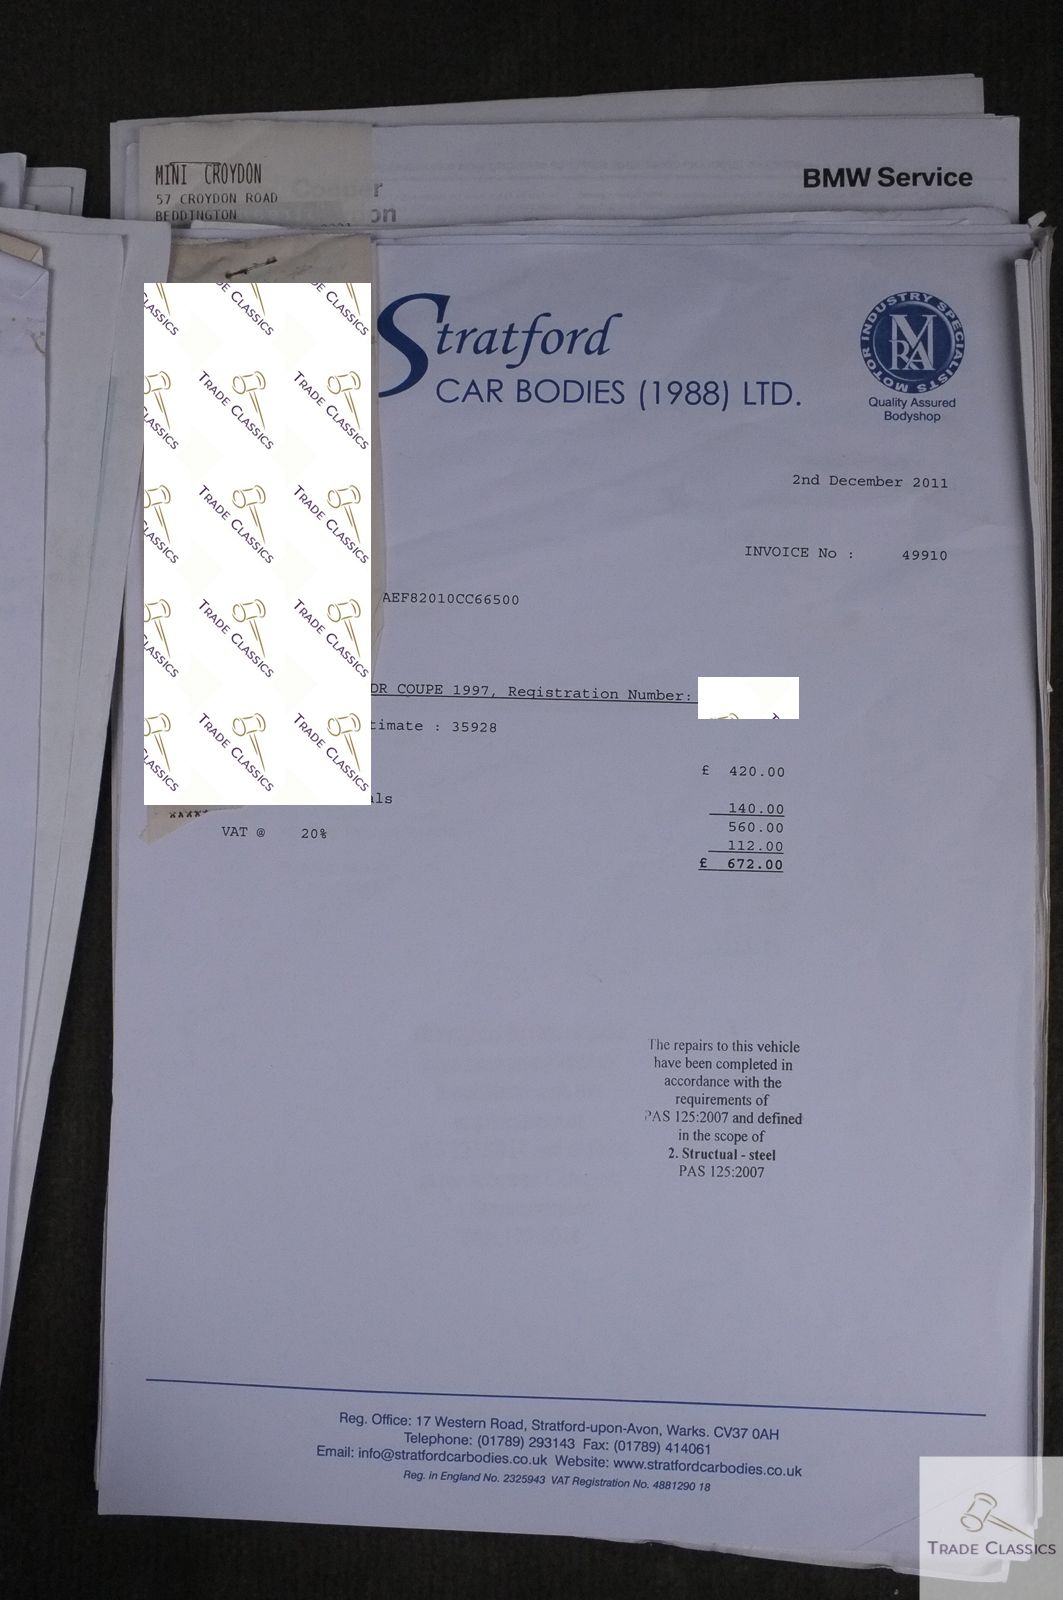 MINI CROYDON
57 CROYDON ROAD
BEDDINGTON
BMW Service
Stratford
CAR BODIES (1988) LTD.
MOTOR INDUSTRY SPECIALISTS
MVRA
Quality Assured
Bodyshop
2nd December 2011
INVOICE No : 49910
AEF82010CC66500
DR COUPE 1997, Registration Number:
timate : 35928
£ 420.00
als
140.00
560.00
VAT @ 20%
112.00
£ 672.00
The repairs to this vehicle
have been completed in
accordance with the
requirements of
PAS 125:2007 and defined
in the scope of
2. Structual - steel
PAS 125:2007
Reg. Office: 17 Western Road, Stratford-upon-Avon, Warks. CV37 0AH
Telephone: (01789) 293143 Fax: (01789) 414061
Email: info@stratfordcarbodies.co.uk Website: www.stratfordcarbodies.co.uk
Reg. in England No. 2325943 VAT Registration No. 4881290 18
TRADE CLASSICS